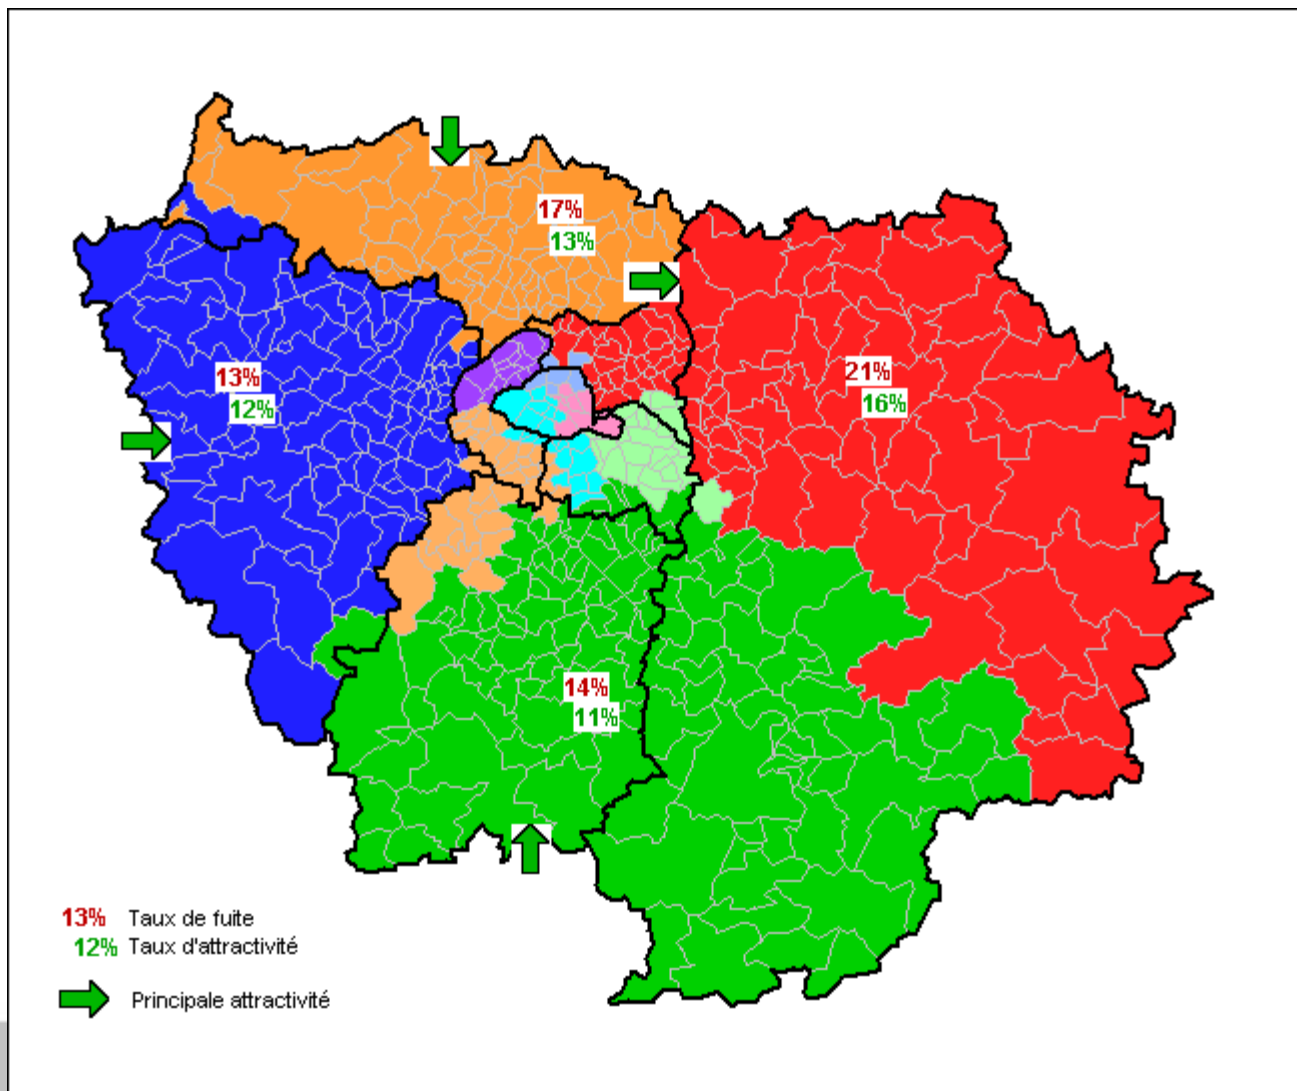 17%
13%
13%
12%
21%
16%
14%
11%
13% Taux de fuite
12% Taux d'attractivité
Principale attractivité